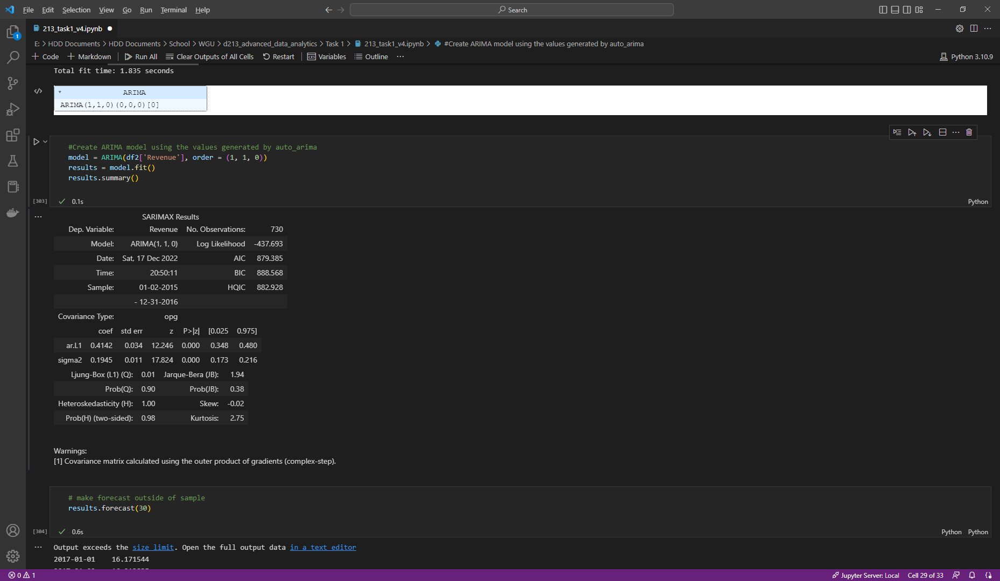 File Edit Selection View Go Run Terminal Help Search
213_task1_v4.ipynb
E: > HDD Documents > HDD Documents > School > WGU > d213_advanced_data_analytics > Task 1 > 213_task1_v4.ipynb > #Create ARIMA model using the values generated by auto_arima
+ Code + Markdown Run All Clear Outputs of All Cells Restart Variables Outline ... Python 3.10.9
Total fit time: 1.835 seconds
ARIMA
ARIMA(1,1,0)(0,0,0)[0]
#Create ARIMA model using the values generated by auto_arima
model = ARIMA(df2['Revenue'], order = (1, 1, 0))
results = model.fit()
results.summary()
[303] 0.1s Python
SARIMAX Results
Dep. Variable: Revenue No. Observations: 730
Model: ARIMA(1, 1, 0) Log Likelihood -437.693
Date: Sat, 17 Dec 2022 AIC 879.385
Time: 20:50:11 BIC 888.568
Sample: 01-02-2015 HQIC 882.928
- 12-31-2016
Covariance Type: opg
coef std err z P>|z| [0.025 0.975]
ar.L1 0.4142 0.034 12.246 0.000 0.348 0.480
sigma2 0.1945 0.011 17.824 0.000 0.173 0.216
Ljung-Box (L1) (Q): 0.01 Jarque-Bera (JB): 1.94
Prob(Q): 0.90 Prob(JB): 0.38
Heteroskedasticity (H): 1.00 Skew: -0.02
Prob(H) (two-sided): 0.98 Kurtosis: 2.75
Warnings:
[1] Covariance matrix calculated using the outer product of gradients (complex-step).
# make forecast outside of sample
results.forecast(30)
[304] 0.6s Python Python
Output exceeds the size limit. Open the full output data in a text editor
2017-01-01 16.171544
0 1 Jupyter Server: Local Cell 29 of 33